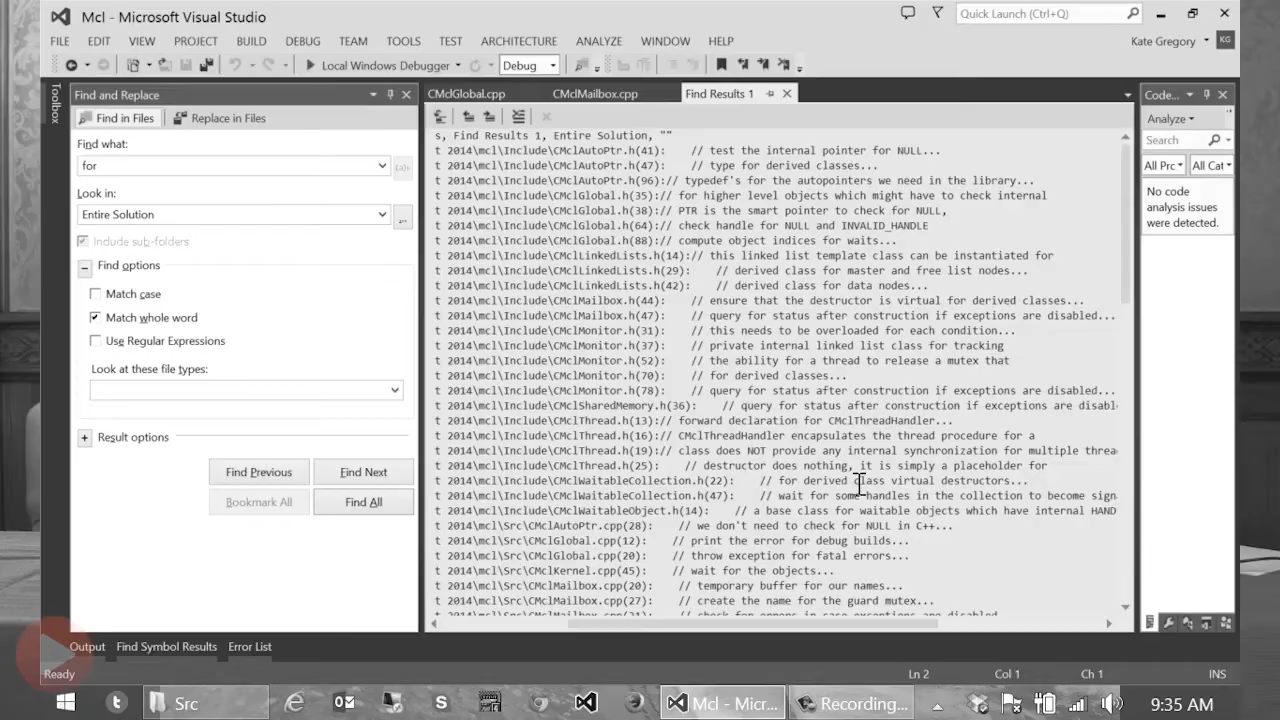 Mcl - Microsoft Visual Studio
Quick Launch (Ctrl+Q)
FILE EDIT VIEW PROJECT BUILD DEBUG TEAM TOOLS TEST ARCHITECTURE ANALYZE WINDOW HELP
Kate Gregory KG
Local Windows Debugger Debug
Toolbox
Find and Replace
Find in Files Replace in Files
Find what:
for
Look in:
Entire Solution
...
Include sub-folders
Find options
Match case
Match whole word
Use Regular Expressions
Look at these file types:
Result options
Find Previous Find Next
Bookmark All Find All
CMclGlobal.cpp CMclMailbox.cpp Find Results 1
s, Find Results 1, Entire Solution, ""
t 2014\mcl\Include\CMclAutoPtr.h(41): // test the internal pointer for NULL...
t 2014\mcl\Include\CMclAutoPtr.h(47): // type for derived classes...
t 2014\mcl\Include\CMclAutoPtr.h(96):// typedef's for the autopointers we need in the library...
t 2014\mcl\Include\CMclGlobal.h(35):// for higher level objects which might have to check internal
t 2014\mcl\Include\CMclGlobal.h(38):// PTR is the smart pointer to check for NULL,
t 2014\mcl\Include\CMclGlobal.h(64):// check handle for NULL and INVALID_HANDLE
t 2014\mcl\Include\CMclGlobal.h(88):// compute object indices for waits...
t 2014\mcl\Include\CMclLinkedLists.h(14):// this linked list template class can be instantiated for
t 2014\mcl\Include\CMclLinkedLists.h(29): // derived class for master and free list nodes...
t 2014\mcl\Include\CMclLinkedLists.h(42): // derived class for data nodes...
t 2014\mcl\Include\CMclMailbox.h(44): // ensure that the destructor is virtual for derived classes...
t 2014\mcl\Include\CMclMailbox.h(47): // query for status after construction if exceptions are disabled...
t 2014\mcl\Include\CMclMonitor.h(31): // this needs to be overloaded for each condition...
t 2014\mcl\Include\CMclMonitor.h(37): // private internal linked list class for tracking
t 2014\mcl\Include\CMclMonitor.h(52): // the ability for a thread to release a mutex that
t 2014\mcl\Include\CMclMonitor.h(70): // for derived classes...
t 2014\mcl\Include\CMclMonitor.h(78): // query for status after construction if exceptions are disabled...
t 2014\mcl\Include\CMclSharedMemory.h(36): // query for status after construction if exceptions are disabl
t 2014\mcl\Include\CMclThread.h(13):// forward declaration for CMclThreadHandler...
t 2014\mcl\Include\CMclThread.h(16):// CMclThreadHandler encapsulates the thread procedure for a
t 2014\mcl\Include\CMclThread.h(19):// class does NOT provide any internal synchronization for multiple threa
t 2014\mcl\Include\CMclThread.h(25): // destructor does nothing, it is simply a placeholder for
t 2014\mcl\Include\CMclWaitableCollection.h(22): // for derived class virtual destructors...
t 2014\mcl\Include\CMclWaitableCollection.h(47): // wait for some handles in the collection to become sign
t 2014\mcl\Include\CMclWaitableObject.h(14): // a base class for waitable objects which have internal HAND
t 2014\mcl\Src\CMclAutoPtr.cpp(28): // we don't need to check for NULL in C++...
t 2014\mcl\Src\CMclGlobal.cpp(12): // print the error for debug builds...
t 2014\mcl\Src\CMclGlobal.cpp(20): // throw exception for fatal errors...
t 2014\mcl\Src\CMclKernel.cpp(45): // wait for the objects...
t 2014\mcl\Src\CMclMailbox.cpp(20): // temporary buffer for our names...
t 2014\mcl\Src\CMclMailbox.cpp(27): // create the name for the guard mutex...
t 2014\mcl\Src\CMclMailbox.cpp(31): // check for errors in case exceptions are disabled
Code...
Analyze
Search
All Prc All Cat
No code
analysis issues
were detected.
Output Find Symbol Results Error List
Ready Ln 2 Col 1 Ch 1 INS
Src Mcl - Micr... Recording... 9:35 AM